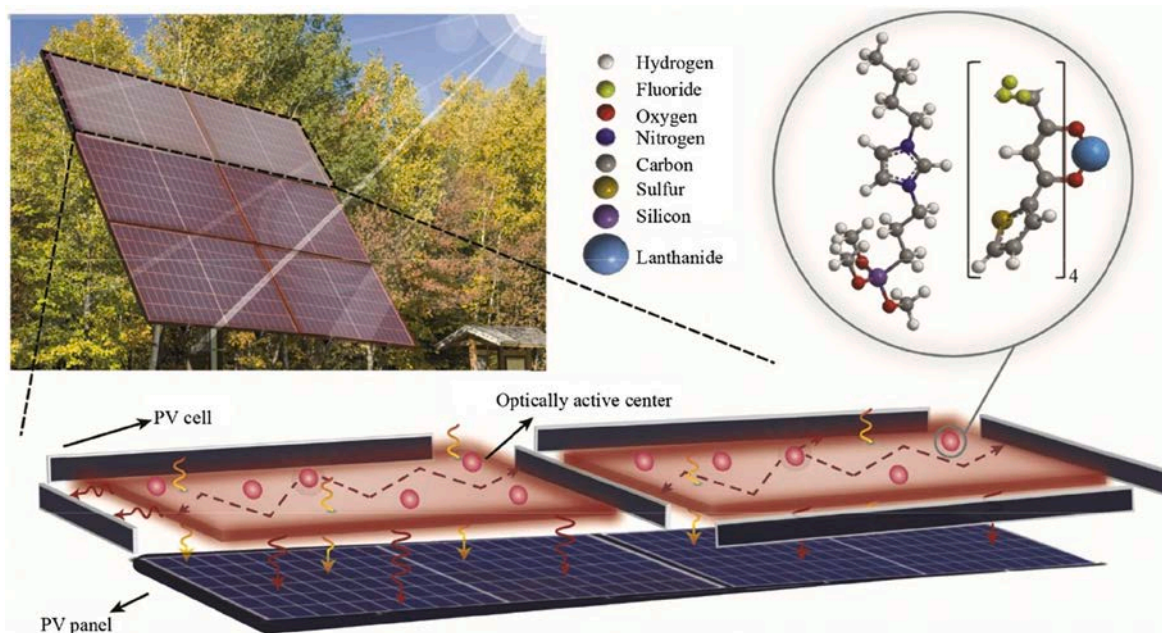 Hydrogen
Fluoride
Oxygen
Nitrogen
Carbon
Sulfur
Silicon
Lanthanide
4
PV cell
Optically active center
PV panel